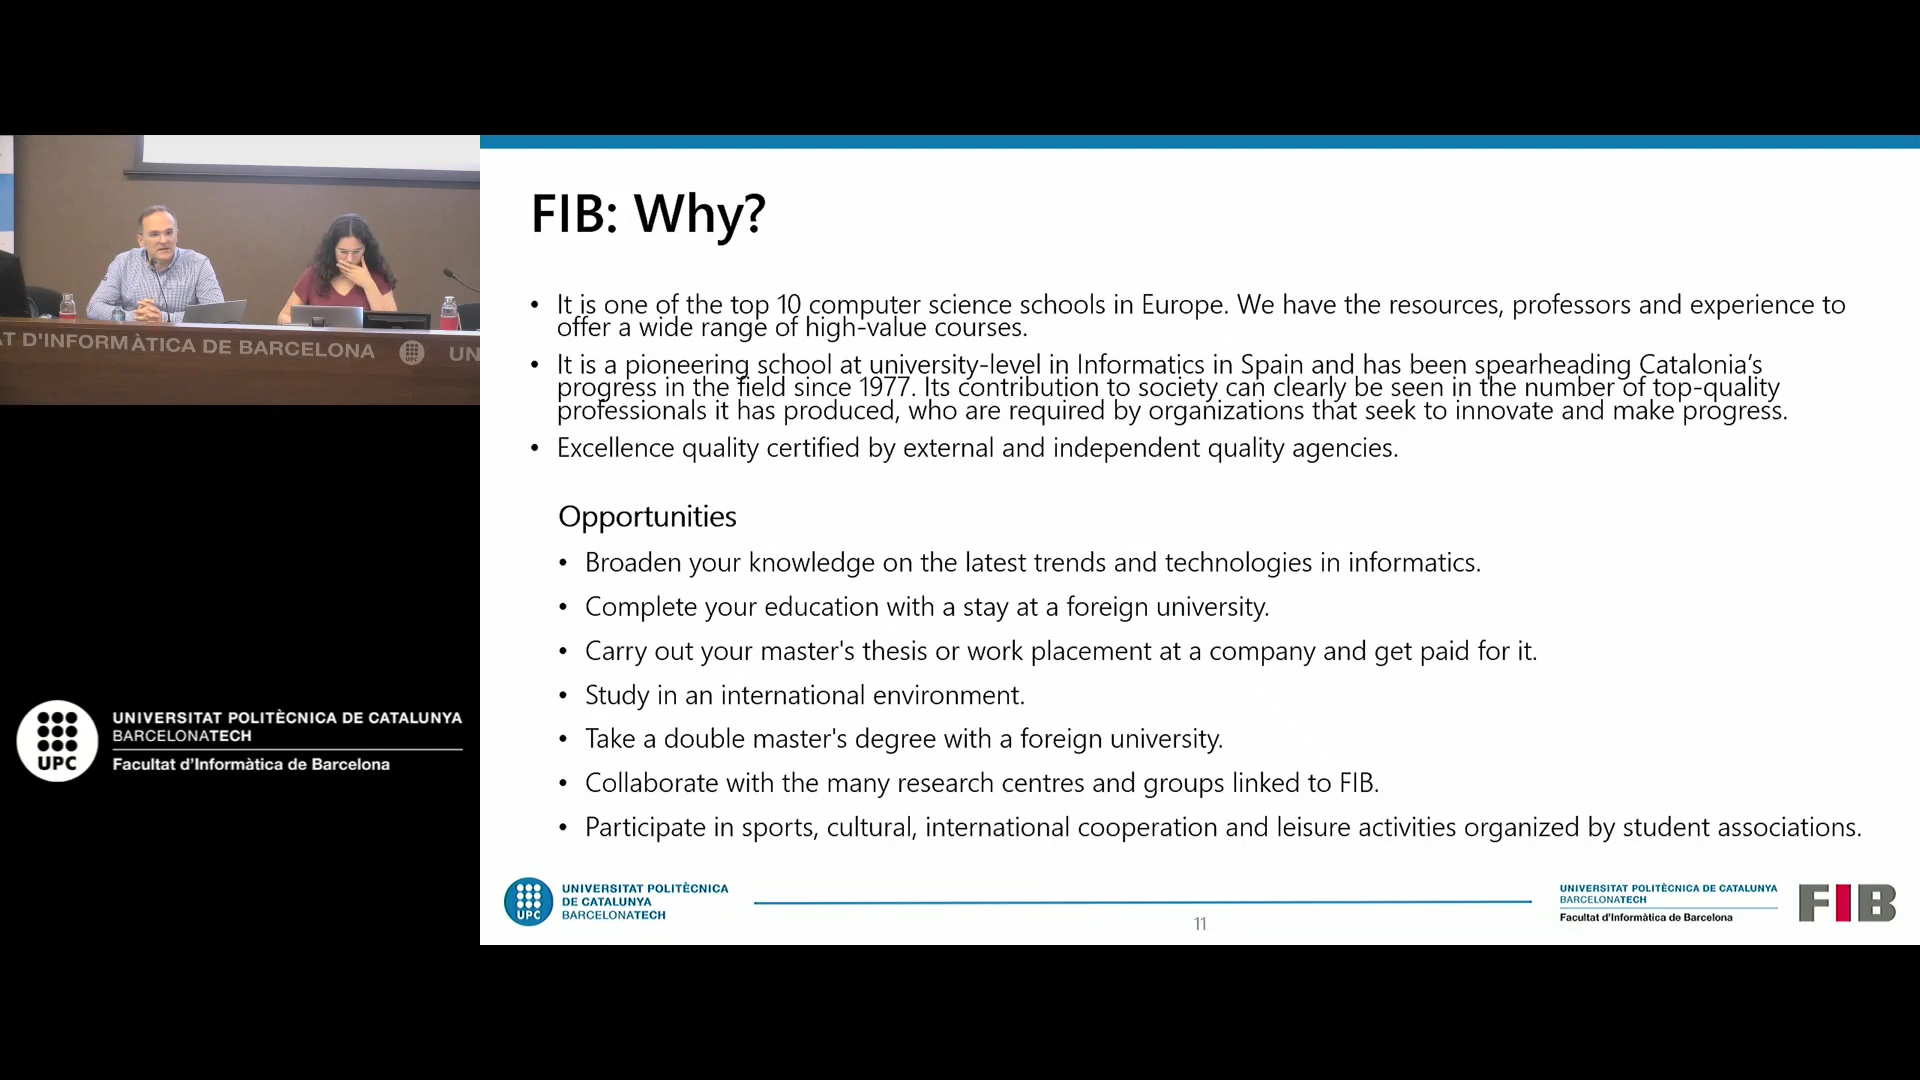 AT D'INFORMÀTICA DE BARCELONA
UN
UNIVERSITAT POLITÈCNICA DE CATALUNYA
BARCELONATECH
Facultat d'Informàtica de Barcelona
UPC
FIB: Why?
• It is one of the top 10 computer science schools in Europe. We have the resources, professors and experience to
offer a wide range of high-value courses.
• It is a pioneering school at university-level in Informatics in Spain and has been spearheading Catalonia’s
progress in the field since 1977. Its contribution to society can clearly be seen in the number of top-quality
professionals it has produced, who are required by organizations that seek to innovate and make progress.
• Excellence quality certified by external and independent quality agencies.
Opportunities
• Broaden your knowledge on the latest trends and technologies in informatics.
• Complete your education with a stay at a foreign university.
• Carry out your master's thesis or work placement at a company and get paid for it.
• Study in an international environment.
• Take a double master's degree with a foreign university.
• Collaborate with the many research centres and groups linked to FIB.
• Participate in sports, cultural, international cooperation and leisure activities organized by student associations.
UPC
UNIVERSITAT POLITÈCNICA
DE CATALUNYA
BARCELONATECH
11
UNIVERSITAT POLITÈCNICA DE CATALUNYA
BARCELONATECH
Facultat d'Informàtica de Barcelona
FIB